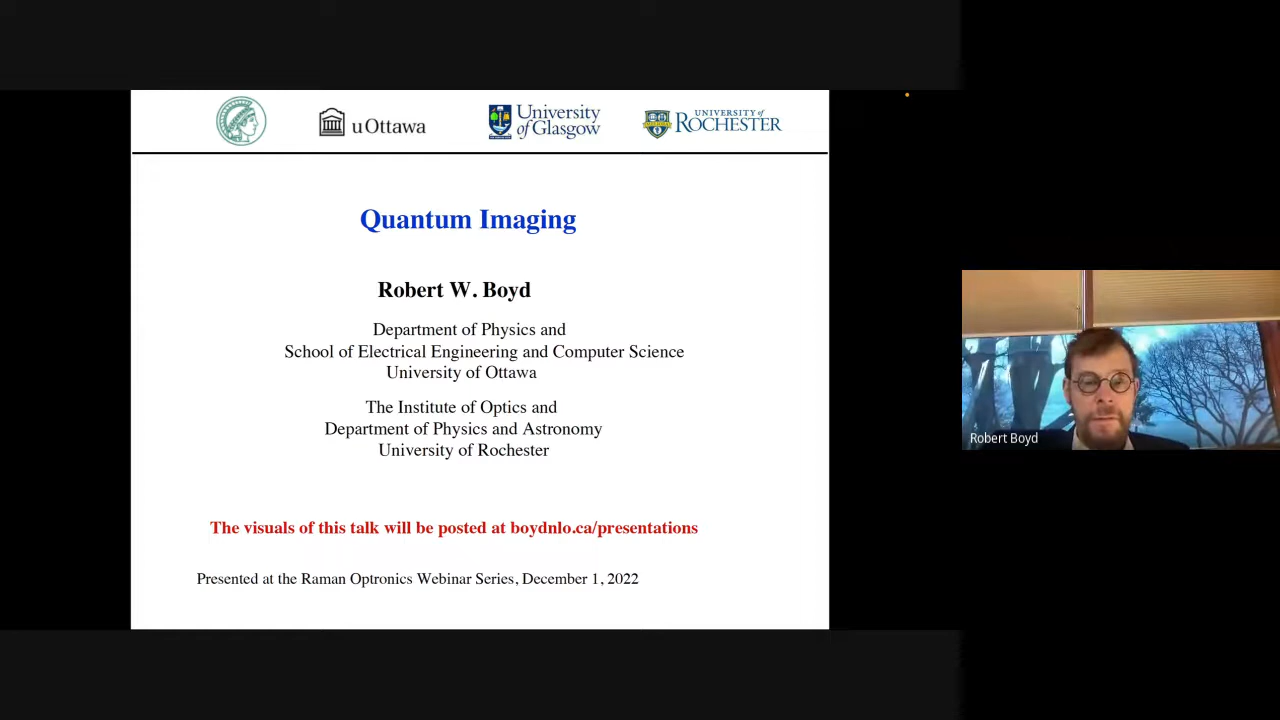 uOttawa
University
of Glasgow
UNIVERSITY of
ROCHESTER
Quantum Imaging
Robert W. Boyd
Department of Physics and
School of Electrical Engineering and Computer Science
University of Ottawa
The Institute of Optics and
Department of Physics and Astronomy
University of Rochester
The visuals of this talk will be posted at boydnlo.ca/presentations
Presented at the Raman Optronics Webinar Series, December 1, 2022
Robert Boyd